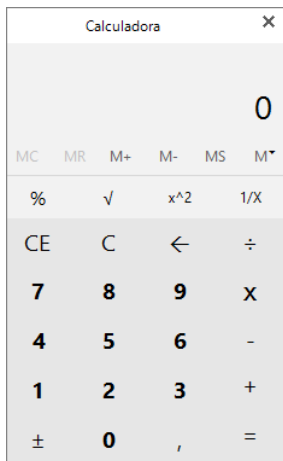 Calculadora ✕
0
MC MR M+ M- MS M▾
% √ x^2 1/X
CE C ← ÷
7 8 9 x
4 5 6 -
1 2 3 +
± 0 , =